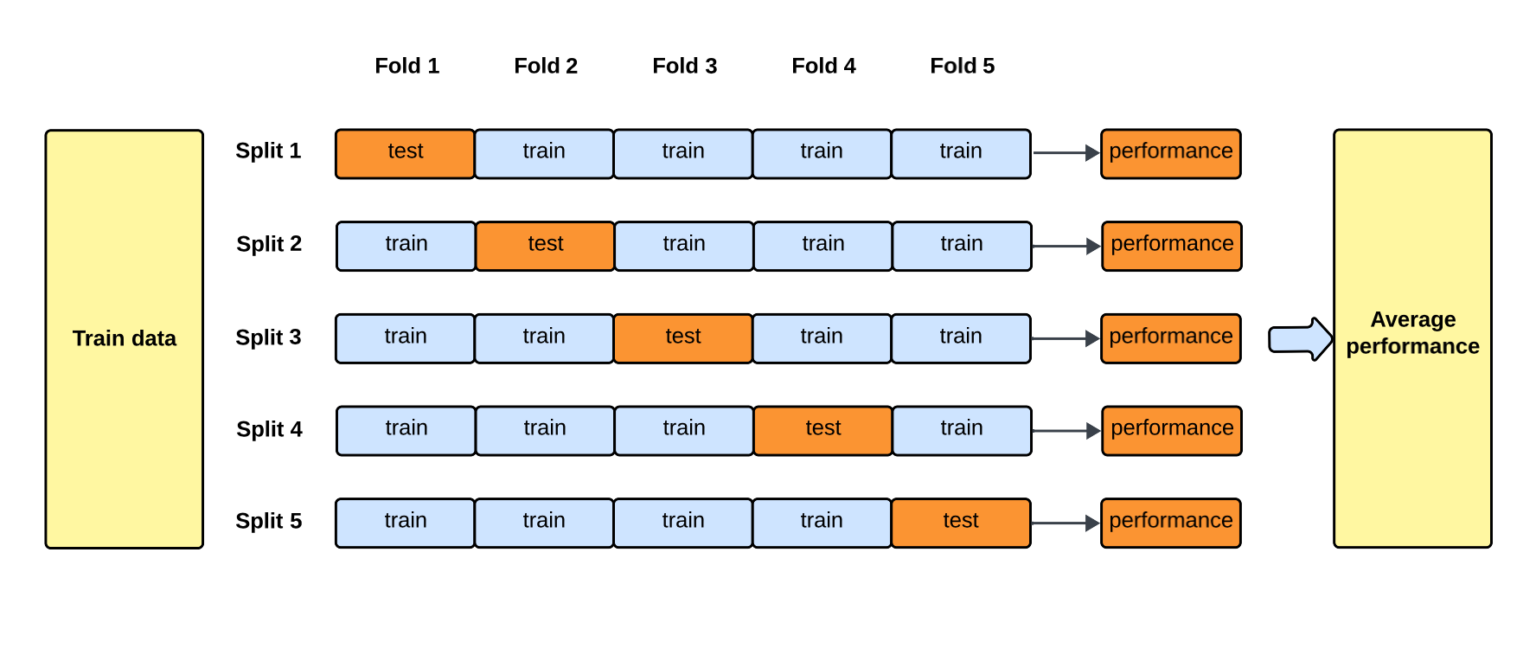 Fold 1 Fold 2 Fold 3 Fold 4 Fold 5
Split 1 test train train train train performance
Split 2 train test train train train performance
Train data
Split 3 train train test train train performance
Average
performance
Split 4 train train train test train performance
Split 5 train train train train test performance